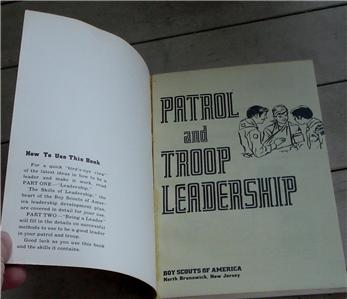 How To Use This Book
For a quick "bird's-eye view"
of the latest ideas in how to be a
leader and make it work, read
PART ONE—"Leadership."
The Skills of Leadership, the
heart of the Boy Scouts of Amer-
ica leadership development plan,
are covered in detail for your use.
PART TWO—"Being a Leader"
will fill in the details on successful
methods to use to be a good leader
in your patrol and troop.
Good luck as you use this book
and the skills it contains.
PATROL
and
TROOP
LEADERSHIP
BOY SCOUTS OF AMERICA
North Brunswick, New Jersey